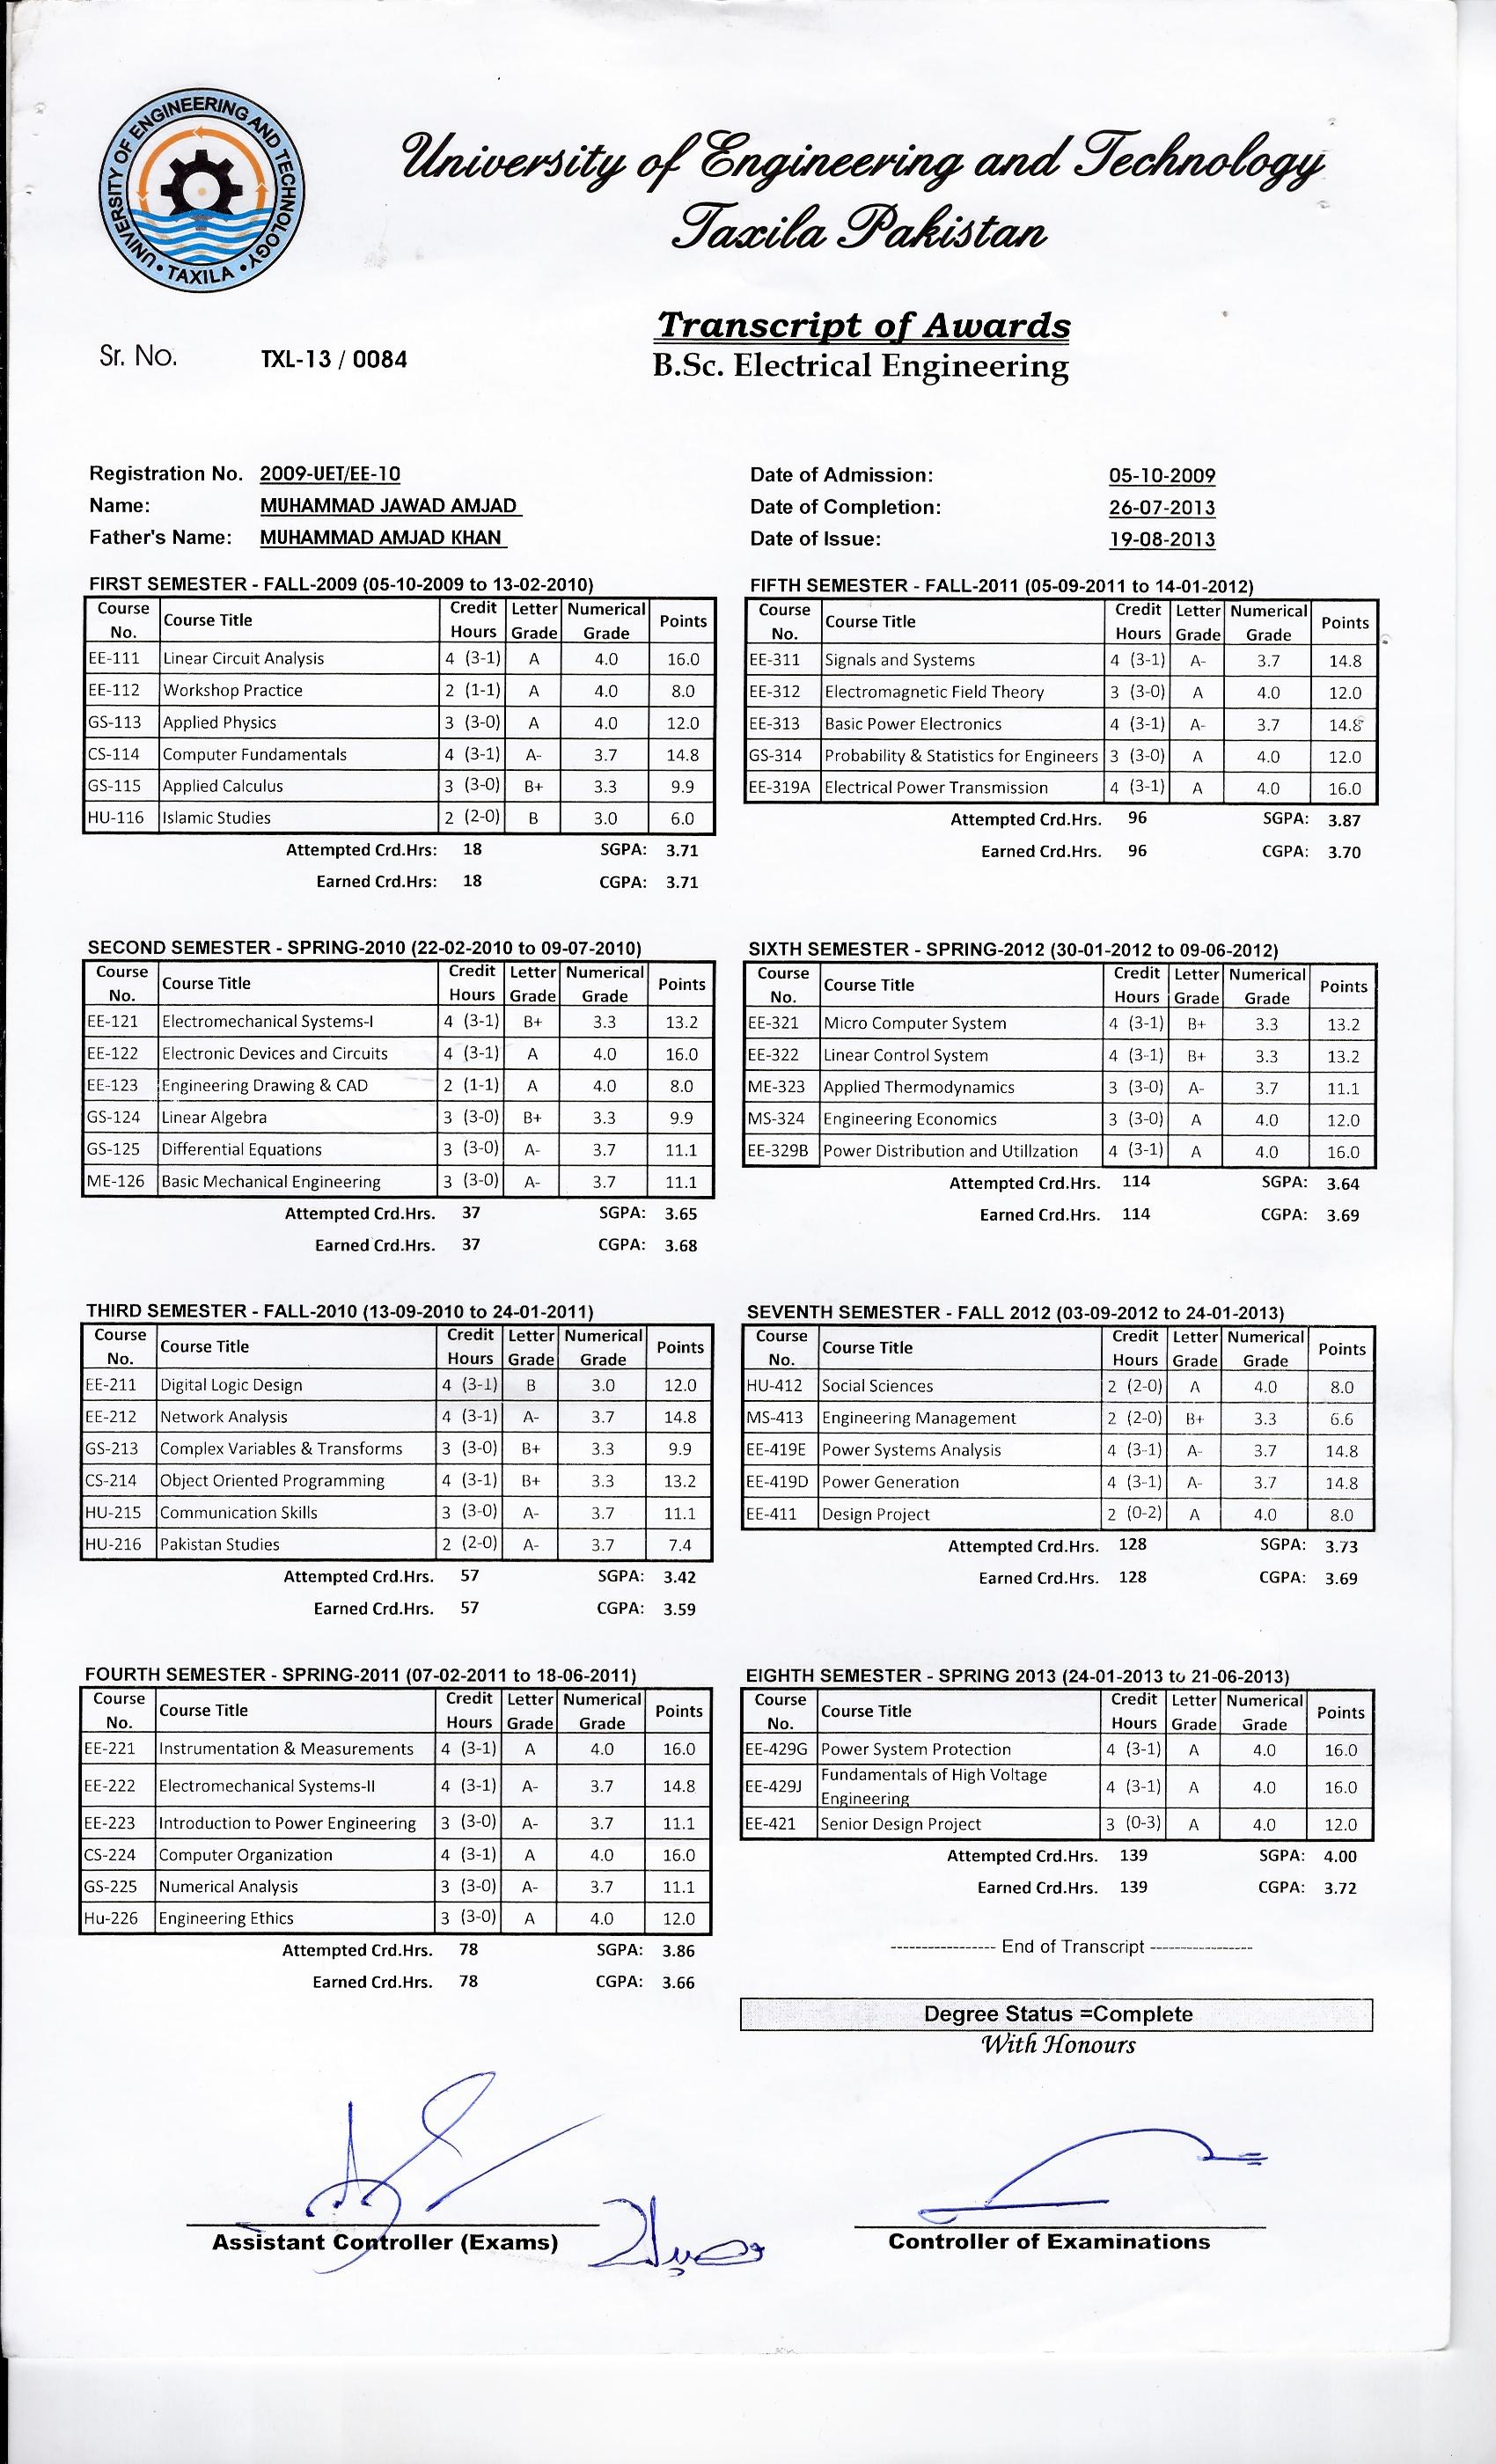 UNIVERSITY OF ENGINEERING AND TECHNOLOGY
• TAXILA •
University of Engineering and Technology
Taxila Pakistan
Transcript of Awards
B.Sc. Electrical Engineering
Sr. No. TXL-13 / 0084
Registration No. 2009-UET/EE-10
Name: MUHAMMAD JAWAD AMJAD
Father's Name: MUHAMMAD AMJAD KHAN
Date of Admission: 05-10-2009
Date of Completion: 26-07-2013
Date of Issue: 19-08-2013
FIRST SEMESTER - FALL-2009 (05-10-2009 to 13-02-2010)
Course No. Course Title Credit Hours Letter Grade Numerical Grade Points
EE-111 Linear Circuit Analysis 4 (3-1) A 4.0 16.0
EE-112 Workshop Practice 2 (1-1) A 4.0 8.0
GS-113 Applied Physics 3 (3-0) A 4.0 12.0
CS-114 Computer Fundamentals 4 (3-1) A- 3.7 14.8
GS-115 Applied Calculus 3 (3-0) B+ 3.3 9.9
HU-116 Islamic Studies 2 (2-0) B 3.0 6.0
Attempted Crd.Hrs: 18 SGPA: 3.71
Earned Crd.Hrs: 18 CGPA: 3.71
SECOND SEMESTER - SPRING-2010 (22-02-2010 to 09-07-2010)
Course No. Course Title Credit Hours Letter Grade Numerical Grade Points
EE-121 Electromechanical Systems-I 4 (3-1) B+ 3.3 13.2
EE-122 Electronic Devices and Circuits 4 (3-1) A 4.0 16.0
EE-123 Engineering Drawing & CAD 2 (1-1) A 4.0 8.0
GS-124 Linear Algebra 3 (3-0) B+ 3.3 9.9
GS-125 Differential Equations 3 (3-0) A- 3.7 11.1
ME-126 Basic Mechanical Engineering 3 (3-0) A- 3.7 11.1
Attempted Crd.Hrs. 37 SGPA: 3.65
Earned Crd.Hrs. 37 CGPA: 3.68
THIRD SEMESTER - FALL-2010 (13-09-2010 to 24-01-2011)
Course No. Course Title Credit Hours Letter Grade Numerical Grade Points
EE-211 Digital Logic Design 4 (3-1) B 3.0 12.0
EE-212 Network Analysis 4 (3-1) A- 3.7 14.8
GS-213 Complex Variables & Transforms 3 (3-0) B+ 3.3 9.9
CS-214 Object Oriented Programming 4 (3-1) B+ 3.3 13.2
HU-215 Communication Skills 3 (3-0) A- 3.7 11.1
HU-216 Pakistan Studies 2 (2-0) A- 3.7 7.4
Attempted Crd.Hrs. 57 SGPA: 3.42
Earned Crd.Hrs. 57 CGPA: 3.59
FOURTH SEMESTER - SPRING-2011 (07-02-2011 to 18-06-2011)
Course No. Course Title Credit Hours Letter Grade Numerical Grade Points
EE-221 Instrumentation & Measurements 4 (3-1) A 4.0 16.0
EE-222 Electromechanical Systems-II 4 (3-1) A- 3.7 14.8
EE-223 Introduction to Power Engineering 3 (3-0) A- 3.7 11.1
CS-224 Computer Organization 4 (3-1) A 4.0 16.0
GS-225 Numerical Analysis 3 (3-0) A- 3.7 11.1
Hu-226 Engineering Ethics 3 (3-0) A 4.0 12.0
Attempted Crd.Hrs. 78 SGPA: 3.86
Earned Crd.Hrs. 78 CGPA: 3.66
FIFTH SEMESTER - FALL-2011 (05-09-2011 to 14-01-2012)
Course No. Course Title Credit Hours Letter Grade Numerical Grade Points
EE-311 Signals and Systems 4 (3-1) A- 3.7 14.8
EE-312 Electromagnetic Field Theory 3 (3-0) A 4.0 12.0
EE-313 Basic Power Electronics 4 (3-1) A- 3.7 14.8
GS-314 Probability & Statistics for Engineers 3 (3-0) A 4.0 12.0
EE-319A Electrical Power Transmission 4 (3-1) A 4.0 16.0
Attempted Crd.Hrs. 96 SGPA: 3.87
Earned Crd.Hrs. 96 CGPA: 3.70
SIXTH SEMESTER - SPRING-2012 (30-01-2012 to 09-06-2012)
Course No. Course Title Credit Hours Letter Grade Numerical Grade Points
EE-321 Micro Computer System 4 (3-1) B+ 3.3 13.2
EE-322 Linear Control System 4 (3-1) B+ 3.3 13.2
ME-323 Applied Thermodynamics 3 (3-0) A- 3.7 11.1
MS-324 Engineering Economics 3 (3-0) A 4.0 12.0
EE-329B Power Distribution and Utilization 4 (3-1) A 4.0 16.0
Attempted Crd.Hrs. 114 SGPA: 3.64
Earned Crd.Hrs. 114 CGPA: 3.69
SEVENTH SEMESTER - FALL 2012 (03-09-2012 to 24-01-2013)
Course No. Course Title Credit Hours Letter Grade Numerical Grade Points
HU-412 Social Sciences 2 (2-0) A 4.0 8.0
MS-413 Engineering Management 2 (2-0) B+ 3.3 6.6
EE-419E Power Systems Analysis 4 (3-1) A- 3.7 14.8
EE-419D Power Generation 4 (3-1) A- 3.7 14.8
EE-411 Design Project 2 (0-2) A 4.0 8.0
Attempted Crd.Hrs. 128 SGPA: 3.73
Earned Crd.Hrs. 128 CGPA: 3.69
EIGHTH SEMESTER - SPRING 2013 (24-01-2013 to 21-06-2013)
Course No. Course Title Credit Hours Letter Grade Numerical Grade Points
EE-429G Power System Protection 4 (3-1) A 4.0 16.0
EE-429J Fundamentals of High Voltage Engineering 4 (3-1) A 4.0 16.0
EE-421 Senior Design Project 3 (0-3) A 4.0 12.0
Attempted Crd.Hrs. 139 SGPA: 4.00
Earned Crd.Hrs. 139 CGPA: 3.72
----------------- End of Transcript -----------------
Degree Status =Complete
With Honours
Assistant Controller (Exams)
Controller of Examinations